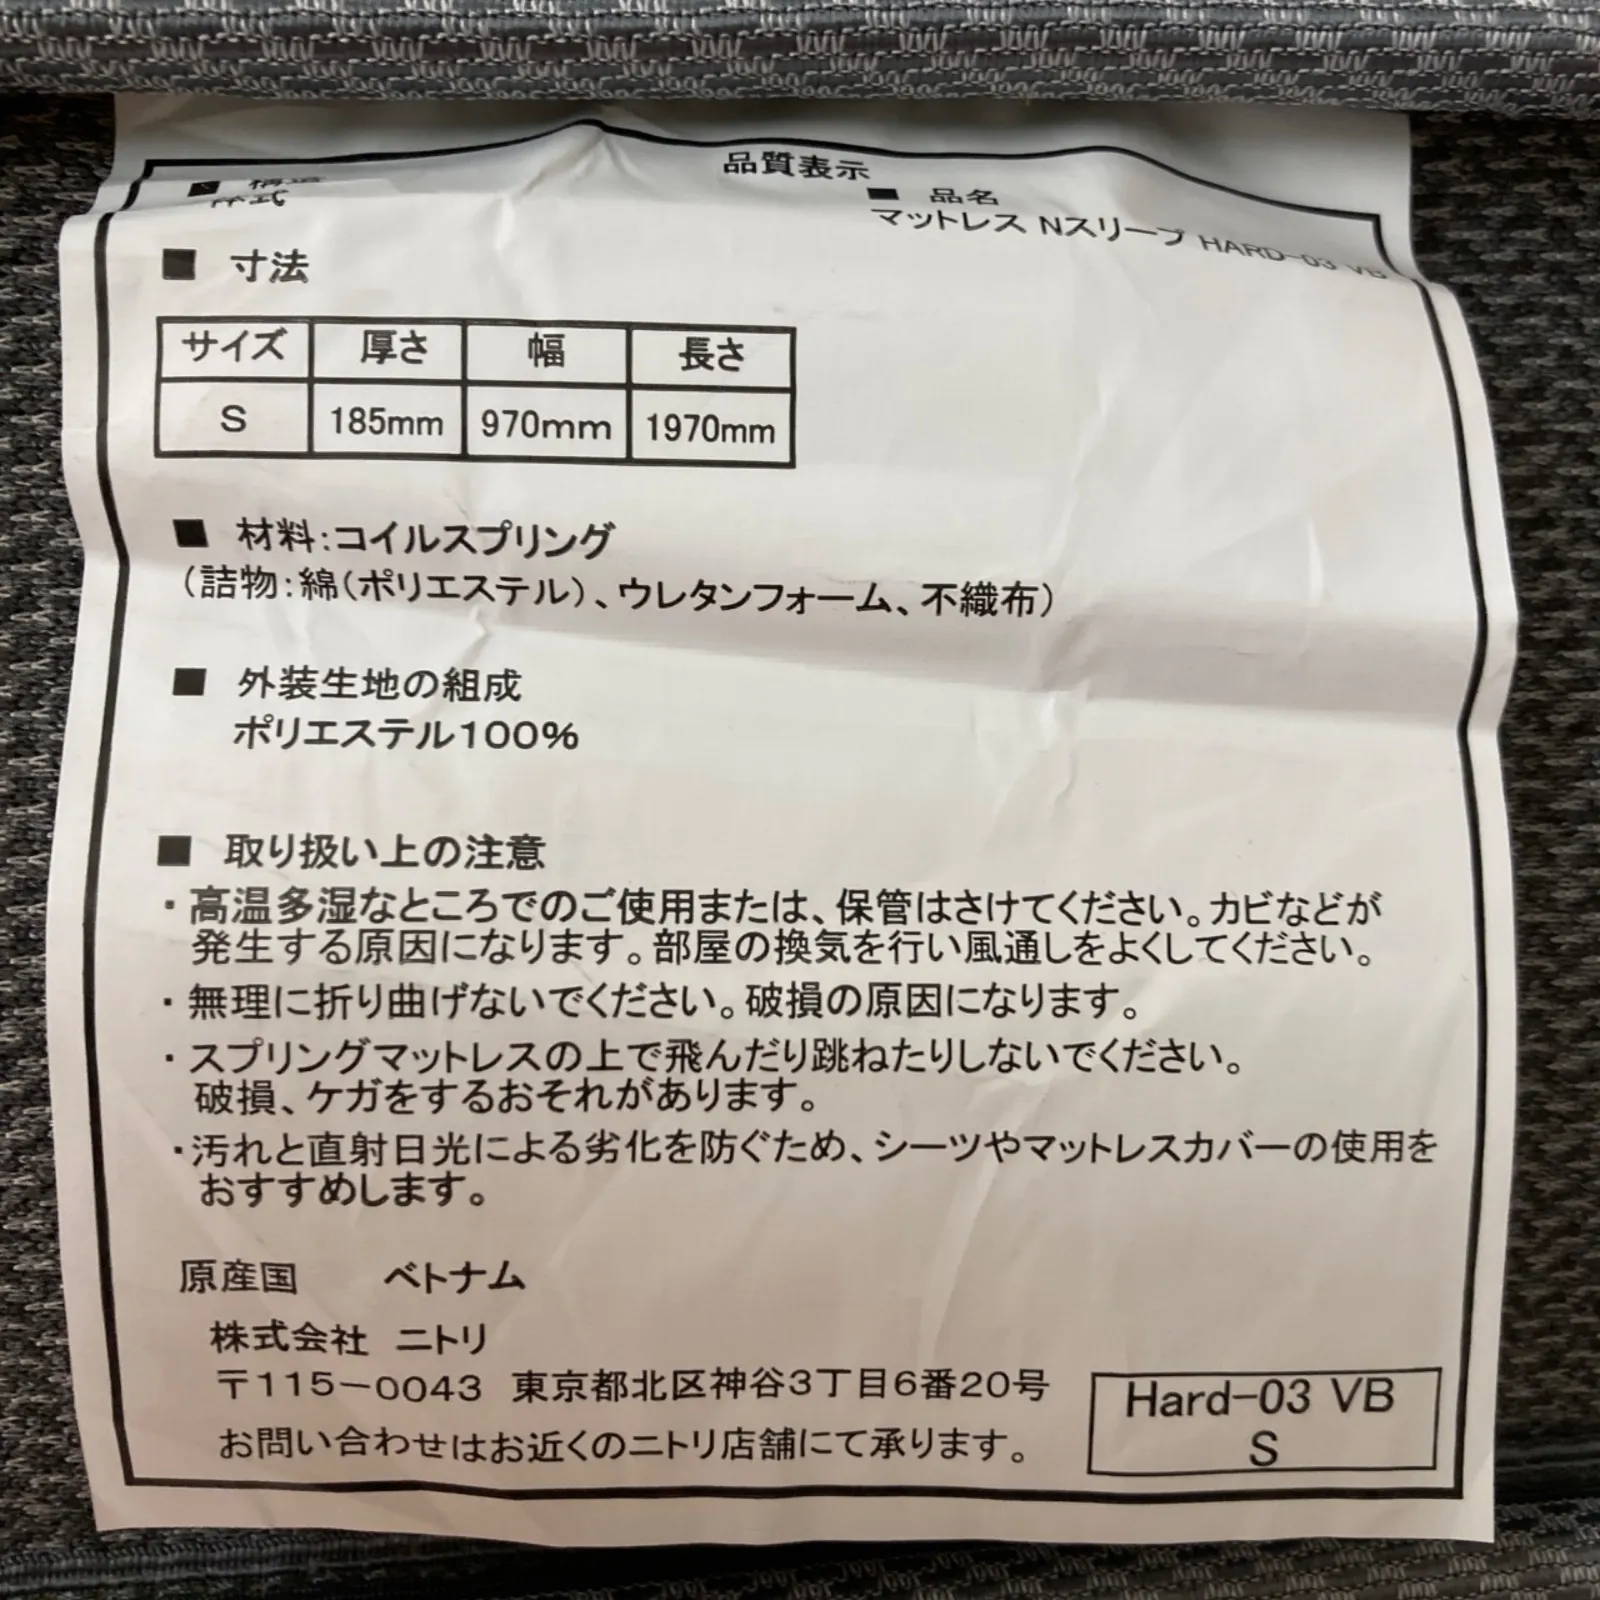 品質表示
■ 構造
■ 品名
マットレス Nスリープ HARD-03 VB
■ 寸法
サイズ 厚さ 幅 長さ
S 185mm 970mm 1970mm
■ 材料:コイルスプリング
(詰物:綿(ポリエステル)、ウレタンフォーム、不織布)
■ 外装生地の組成
ポリエステル100%
■ 取り扱い上の注意
・高温多湿なところでのご使用または、保管はさけてください。カビなどが
発生する原因になります。部屋の換気を行い風通しをよくしてください。
・無理に折り曲げないでください。破損の原因になります。
・スプリングマットレスの上で飛んだり跳ねたりしないでください。
破損、ケガをするおそれがあります。
・汚れと直射日光による劣化を防ぐため、シーツやマットレスカバーの使用を
おすすめします。
原産国 ベトナム
株式会社 ニトリ
〒115-0043 東京都北区神谷3丁目6番20号
お問い合わせはお近くのニトリ店舗にて承ります。
Hard-03 VB
S